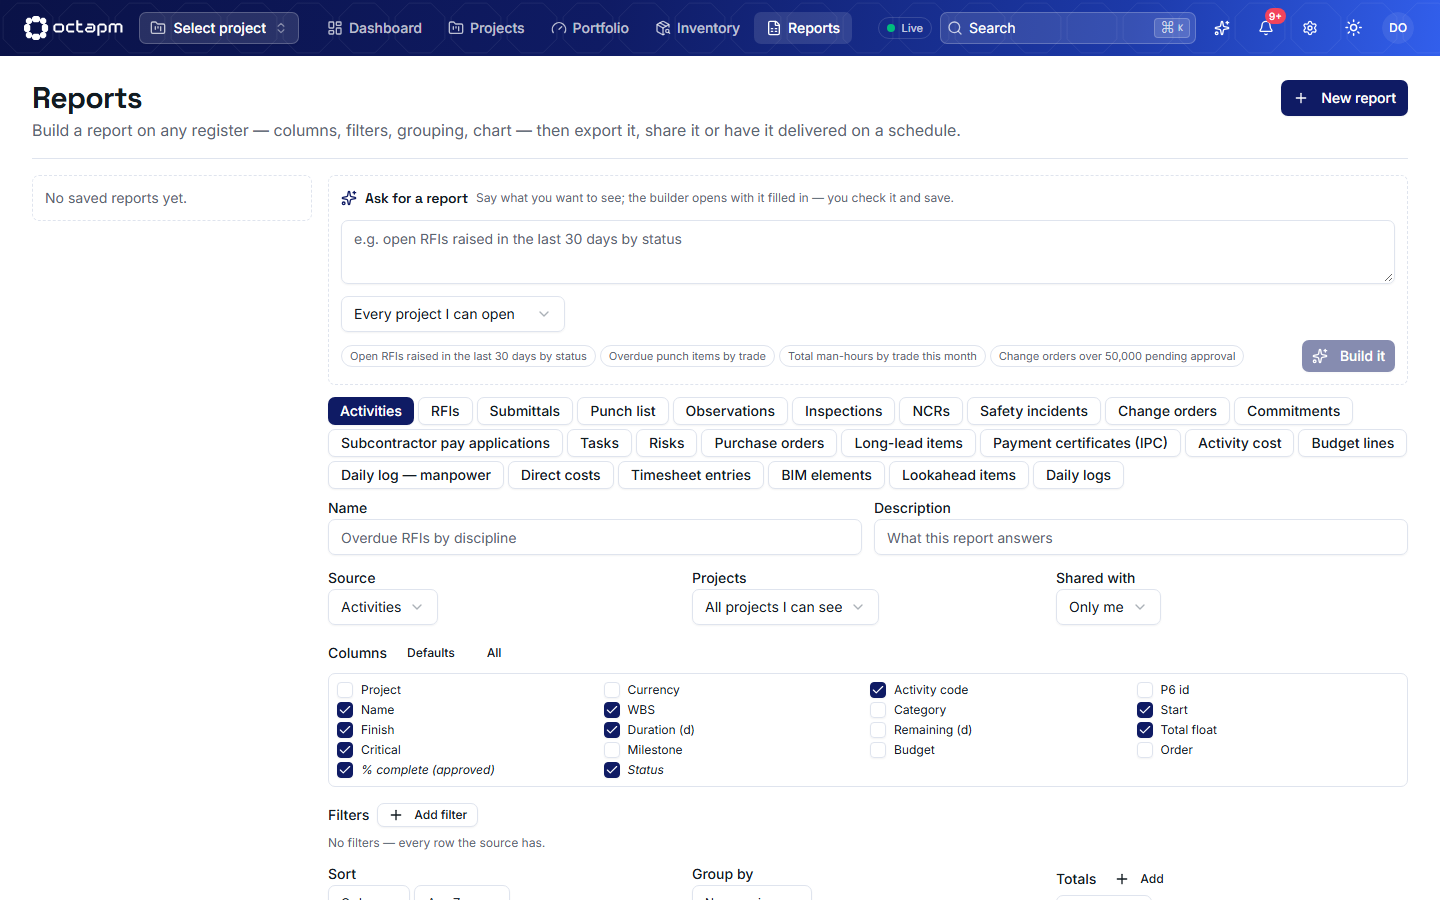 octapm
Select project
Dashboard
Projects
Portfolio
Inventory
Reports
Live
Search
⌘ K
9+
DO
Reports
Build a report on any register — columns, filters, grouping, chart — then export it, share it or have it delivered on a schedule.
New report
No saved reports yet.
Ask for a report Say what you want to see; the builder opens with it filled in — you check it and save.
e.g. open RFIs raised in the last 30 days by status
Every project I can open
Open RFIs raised in the last 30 days by status
Overdue punch items by trade
Total man-hours by trade this month
Change orders over 50,000 pending approval
Build it
Activities RFIs Submittals Punch list Observations Inspections NCRs Safety incidents Change orders Commitments
Subcontractor pay applications Tasks Risks Purchase orders Long-lead items Payment certificates (IPC) Activity cost Budget lines
Daily log — manpower Direct costs Timesheet entries BIM elements Lookahead items Daily logs
Name Description
Overdue RFIs by discipline What this report answers
Source Projects Shared with
Activities All projects I can see Only me
Columns Defaults All
Project Currency Activity code P6 id
Name WBS Category Start
Finish Duration (d) Remaining (d) Total float
Critical Milestone Budget Order
% complete (approved) Status
Filters Add filter
No filters — every row the source has.
Sort Group by Totals Add